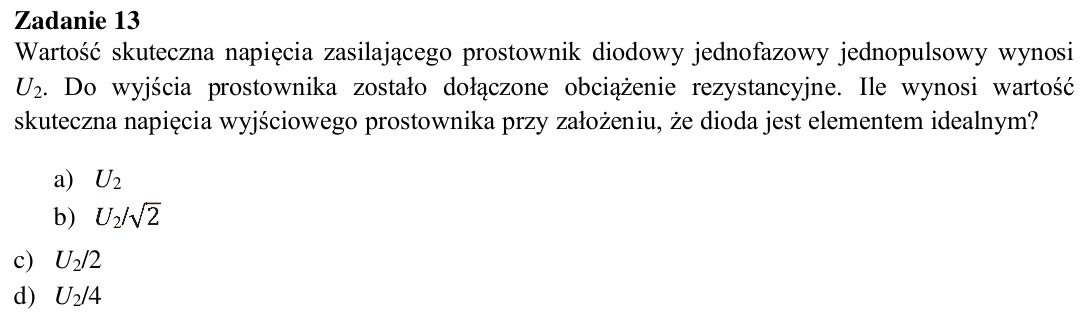 Zadanie 13
Wartość skuteczna napięcia zasilającego prostownik diodowy jednofazowy jednopulsowy wynosi
U₂. Do wyjścia prostownika zostało dołączone obciążenie rezystancyjne. Ile wynosi wartość
skuteczna napięcia wyjściowego prostownika przy założeniu, że dioda jest elementem idealnym?
a) U₂
b) U₂/√2
c) U₂/2
d) U₂/4